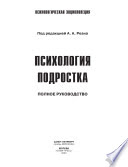 ПСИХОЛОГИЧЕСКАЯ ЭНЦИКЛОПЕДИЯ
Под редакцией А. А. Реана
ПСИХОЛОГИЯ
ПОДРОСТКА
ПОЛНОЕ РУКОВОДСТВО